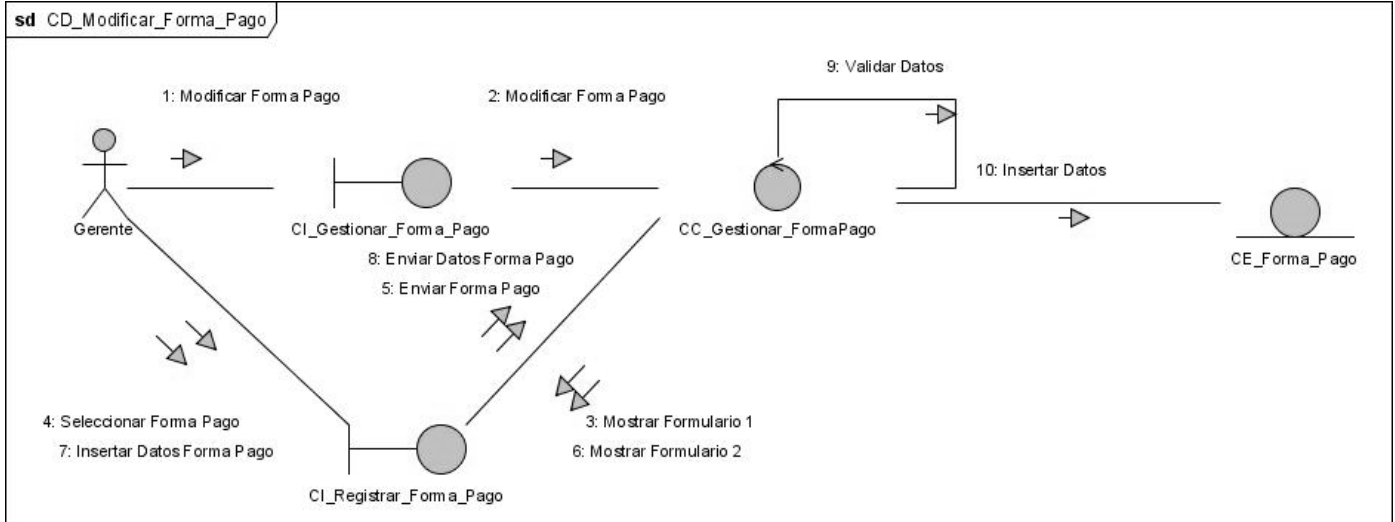 sd CD_Modificar_Forma_Pago
9: Validar Datos
1: Modificar Forma Pago
2: Modificar Forma Pago
10: Insertar Datos
Gerente
CI_Gestionar_Forma_Pago
CC_Gestionar_FormaPago
8: Enviar Datos Forma Pago
CE_Forma_Pago
5: Enviar Forma Pago
4: Seleccionar Forma Pago
3: Mostrar Formulario 1
7: Insertar Datos Forma Pago
6: Mostrar Formulario 2
CI_Registrar_Forma_Pago